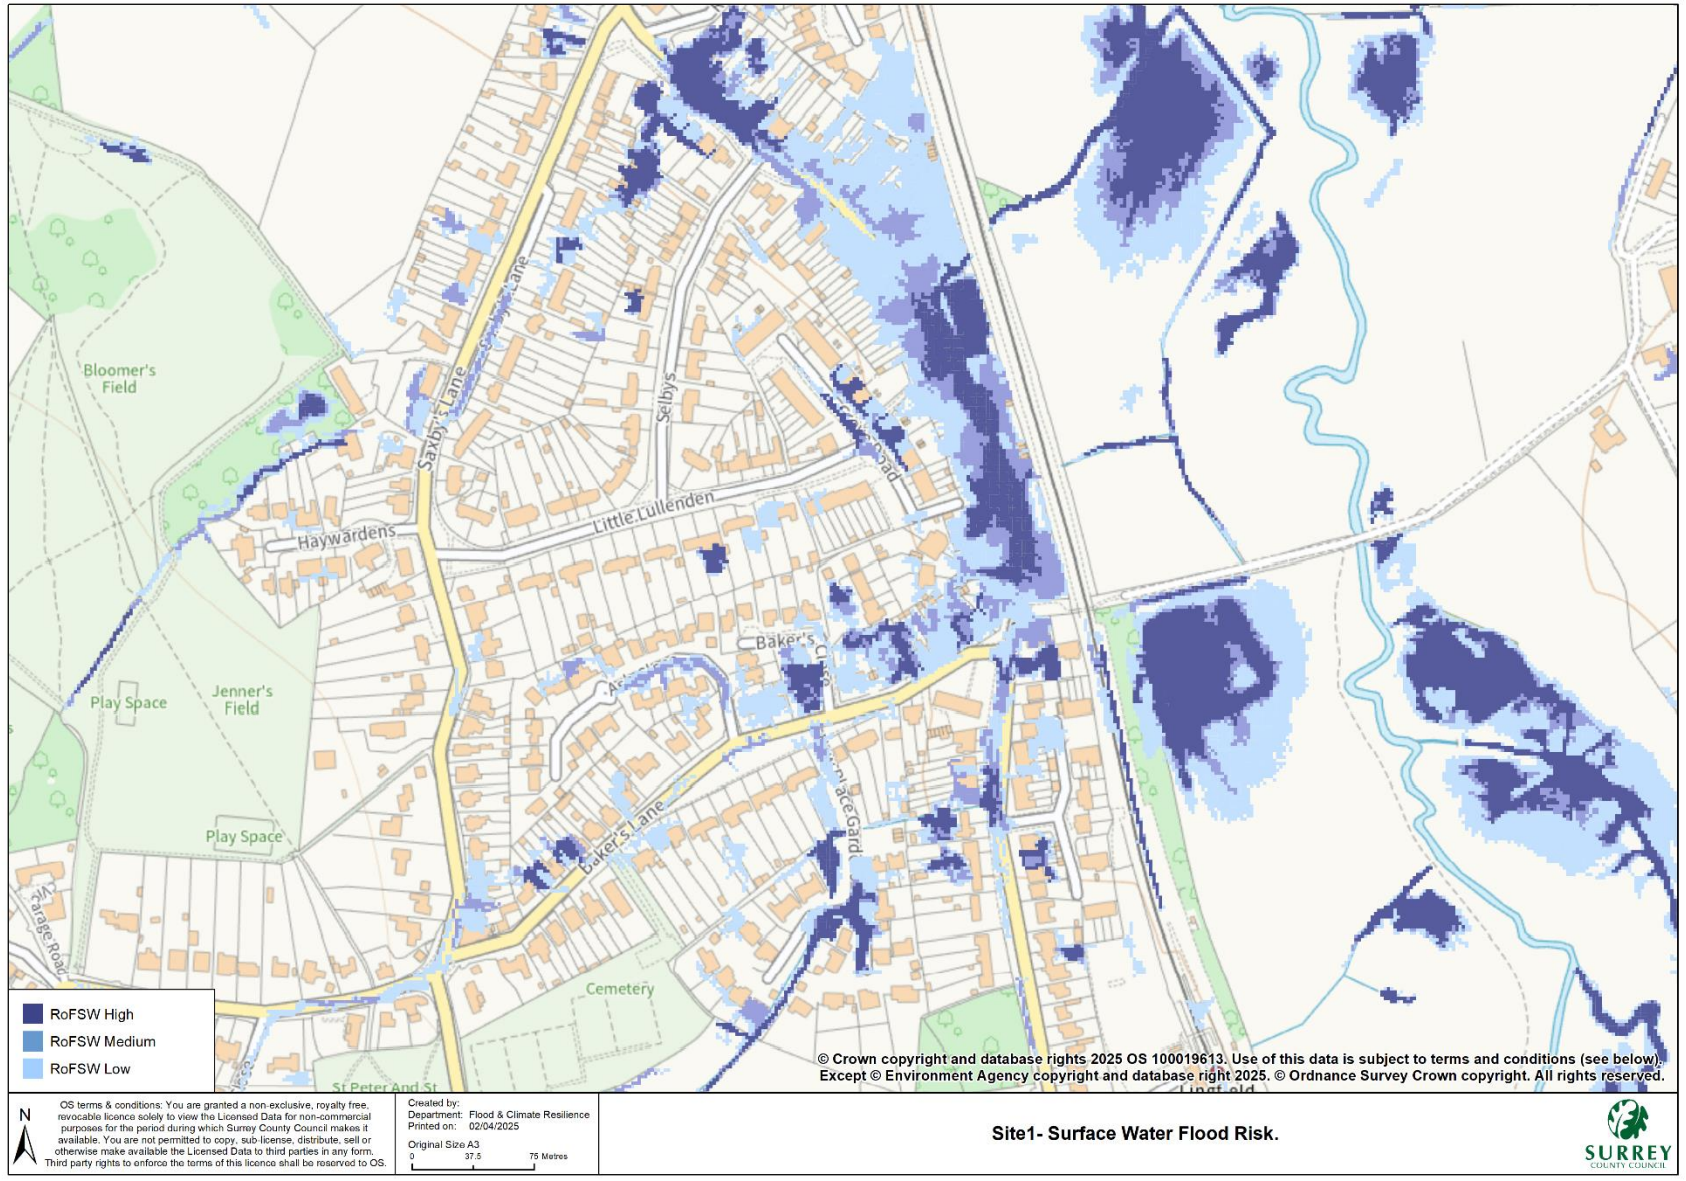 Bloomer's
Field
Saxby's Lane
Saxby's Lane
Selbys
Road
Little Lullenden
Haywardens
Baker's
Play Space
Jenner's
Field
Play Space
Baker's Lane
Vicarage Road
Cemetery
St Peter And St
Lingfield
RoFSW High
RoFSW Medium
RoFSW Low
© Crown copyright and database rights 2025 OS 100019613. Use of this data is subject to terms and conditions (see below).
Except © Environment Agency copyright and database right 2025. © Ordnance Survey Crown copyright. All rights reserved.
N
OS terms & conditions: You are granted a non-exclusive, royalty free,
revocable licence solely to view the Licensed Data for non-commercial
purposes for the period during which Surrey County Council makes it
available. You are not permitted to copy, sub-license, distribute, sell or
otherwise make available the Licensed Data to third parties in any form.
Third party rights to enforce the terms of this licence shall be reserved to OS.
Created by:
Department: Flood & Climate Resilience
Printed on: 02/04/2025
Original Size A3
0 37.5 75 Metres
Site1- Surface Water Flood Risk.
SURREY
COUNTY COUNCIL